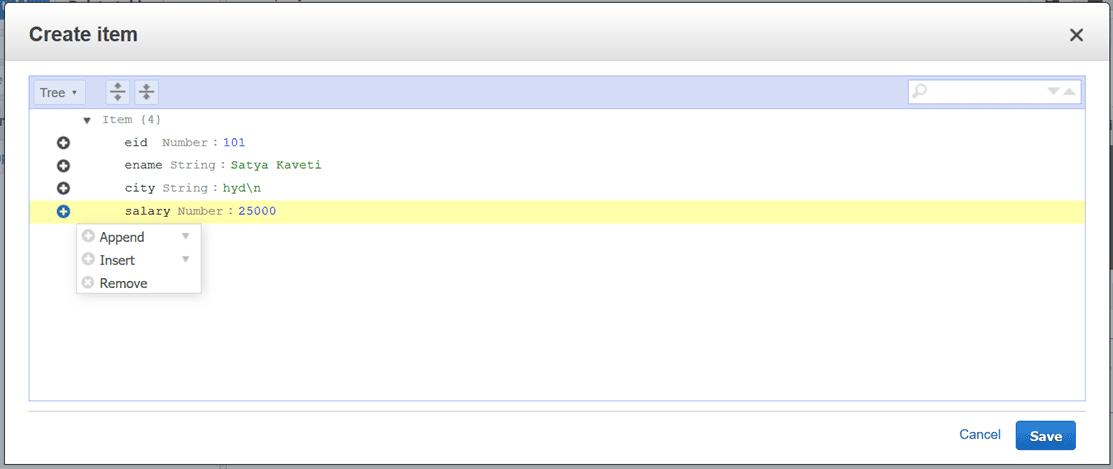 Create item
Tree
Item {4}
eid Number : 101
ename String : Satya Kaveti
city String : hyd\n
salary Number : 25000
Append
Insert
Remove
Cancel Save